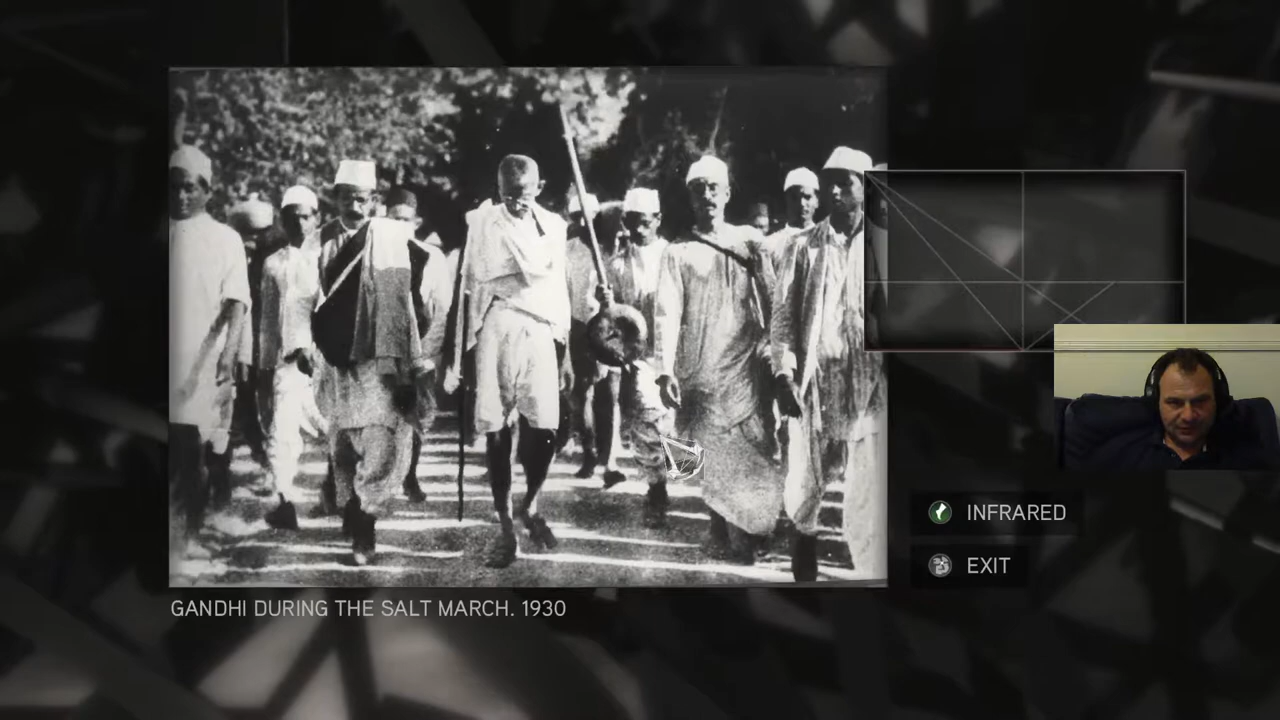 INFRARED
EXIT
GANDHI DURING THE SALT MARCH. 1930